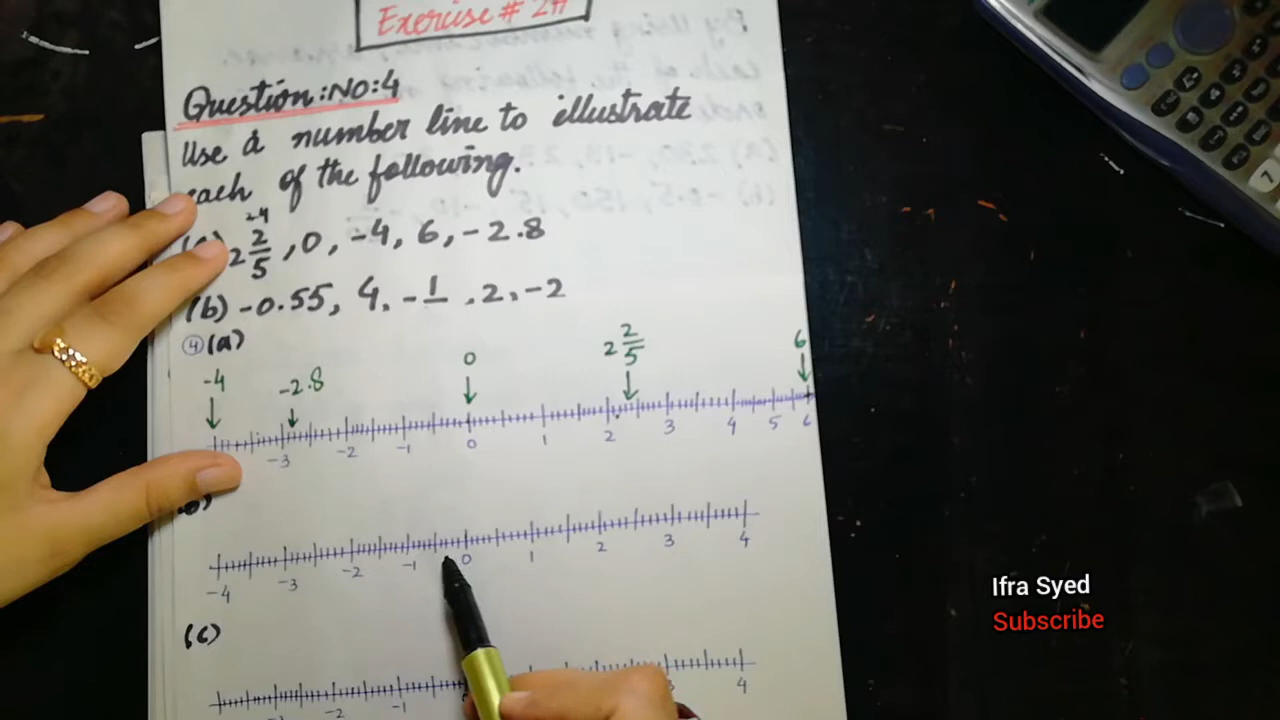 Exercise # 2A
Question:NO:4
Use a number line to illustrate
each of the following.
-4
2 2/5, 0, -4, 6, -2.8
(b) -0.55, 4, -1, 2, -2
4 (a)
-4 -2.8 0 2 2/5 6
-3 -2 -1 0 1 2 3 4 5 6
-4 -3 -2 -1 0 1 2 3 4
(c)
-2 -1 4
Ifra Syed
Subscribe
7